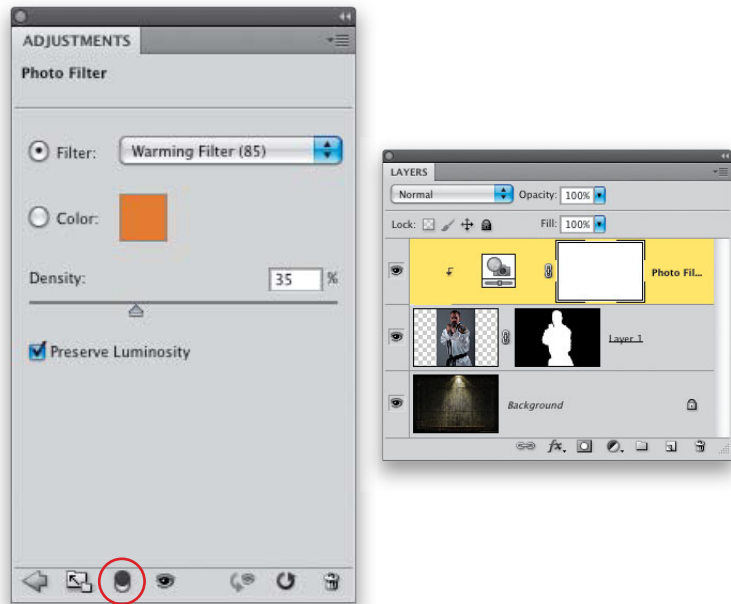 ADJUSTMENTS
Photo Filter
Filter: Warming Filter (85)
Color:
Density: 35 %
Preserve Luminosity
LAYERS
Normal Opacity: 100%
Lock: Fill: 100%
Photo Fil...
Layer 1
Background
fx.